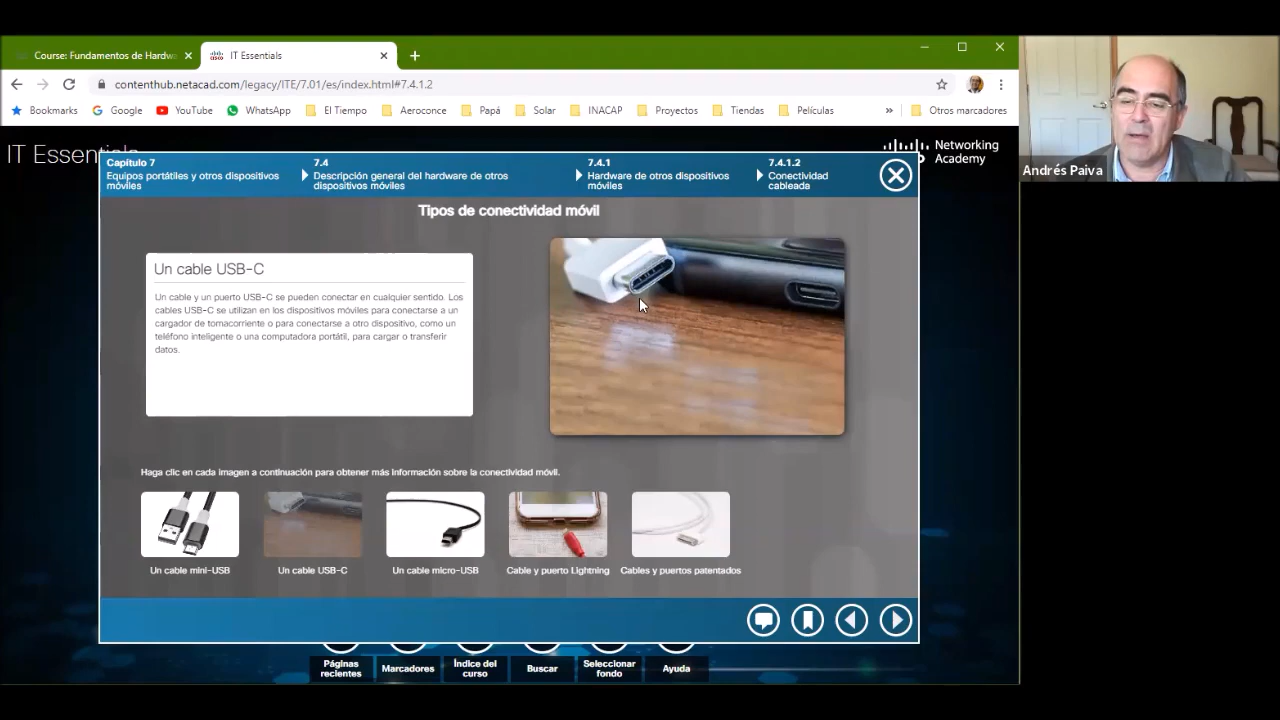 Course: Fundamentos de Hardwa
IT Essentials
contenthub.netacad.com/legacy/ITE/7.01/es/index.html#7.4.1.2
Bookmarks
Google
YouTube
WhatsApp
El Tiempo
Aeroconce
Papá
Solar
INACAP
Proyectos
Tiendas
Películas
»
Otros marcadores
IT Essentials
Networking
Academy
Andrés Paiva
Capítulo 7
Equipos portátiles y otros dispositivos
móviles
7.4
Descripción general del hardware de otros
dispositivos móviles
7.4.1
Hardware de otros dispositivos
móviles
7.4.1.2
Conectividad
cableada
Tipos de conectividad móvil
Un cable USB-C
Un cable y un puerto USB-C se pueden conectar en cualquier sentido. Los
cables USB-C se utilizan en los dispositivos móviles para conectarse a un
cargador de tomacorriente o para conectarse a otro dispositivo, como un
teléfono inteligente o una computadora portátil, para cargar o transferir
datos.
Haga clic en cada imagen a continuación para obtener más información sobre la conectividad móvil.
Un cable mini-USB
Un cable USB-C
Un cable micro-USB
Cable y puerto Lightning
Cables y puertos patentados
Páginas
recientes
Marcadores
Índice del
curso
Buscar
Seleccionar
fondo
Ayuda